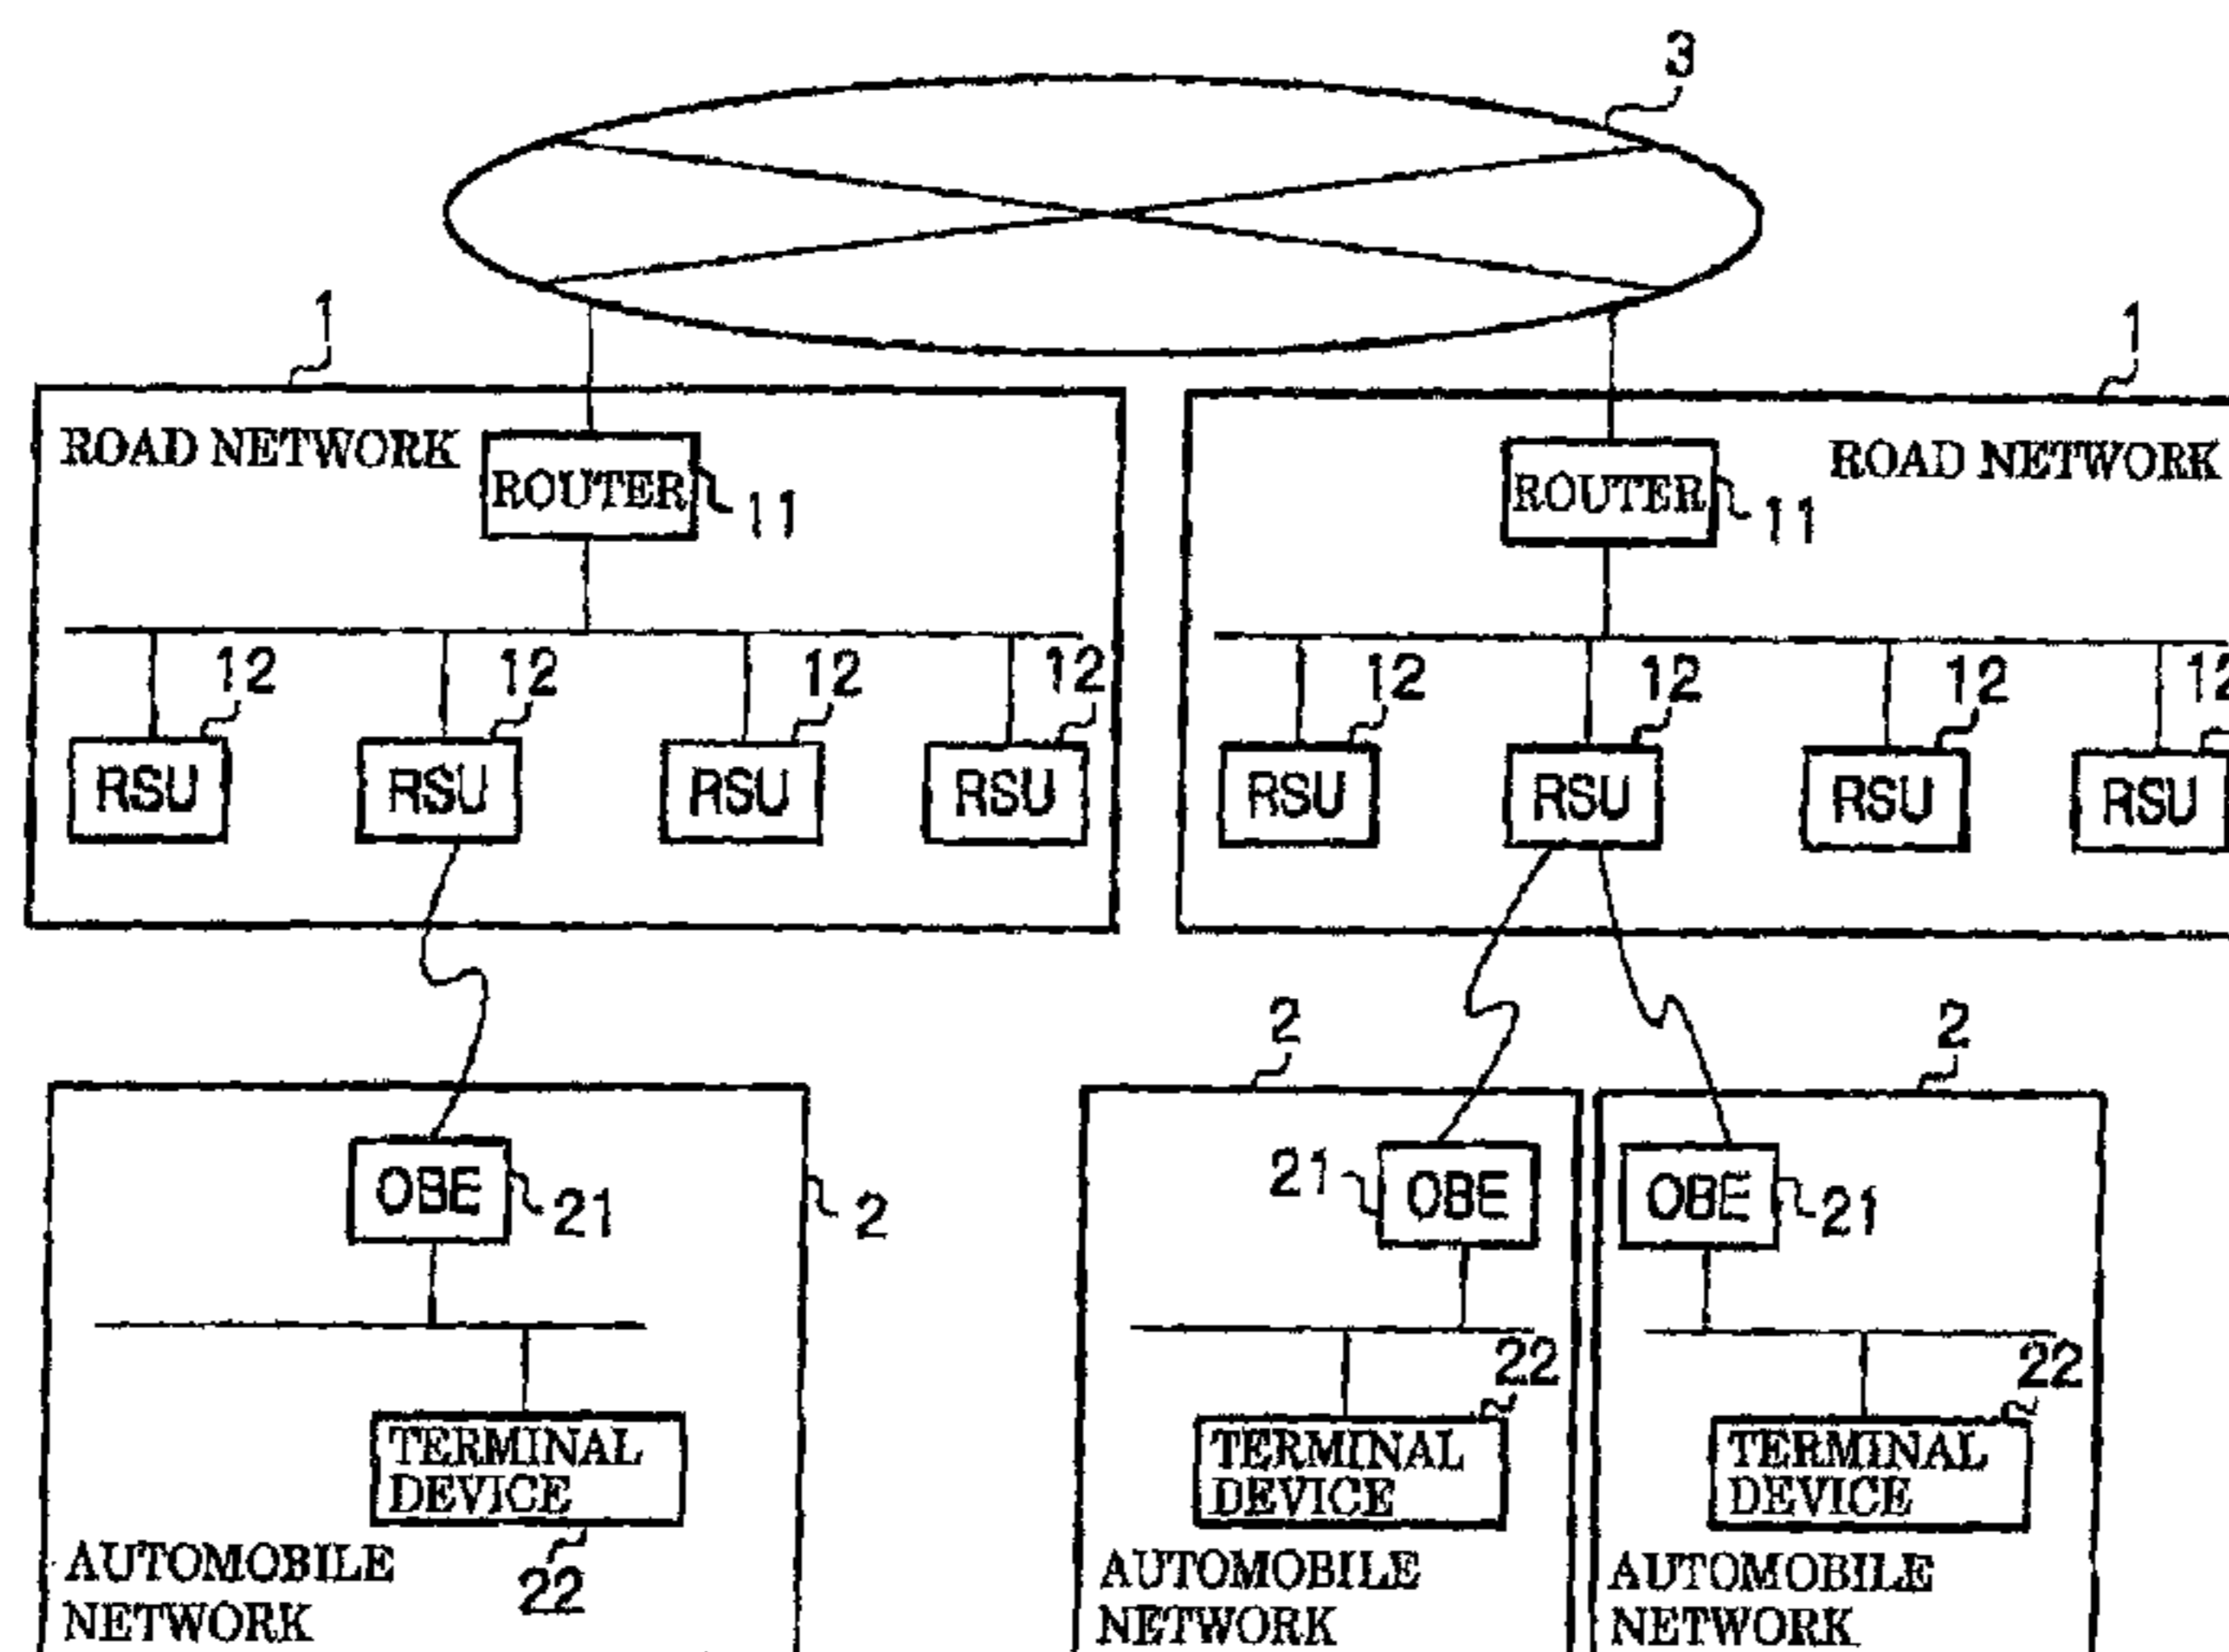 3
1
1
ROAD NETWORK
ROUTER
11
ROUTER
11
ROAD NETWORK
12
12
12
12
12
12
12
12
RSU
RSU
RSU
RSU
RSU
RSU
RSU
RSU
2
2
OBE
21
2
21
OBE
OBE
21
22
22
TERMINAL
DEVICE
22
TERMINAL
DEVICE
TERMINAL
DEVICE
AUTOMOBILE
NETWORK
AUTOMOBILE
NETWORK
AUTOMOBILE
NETWORK